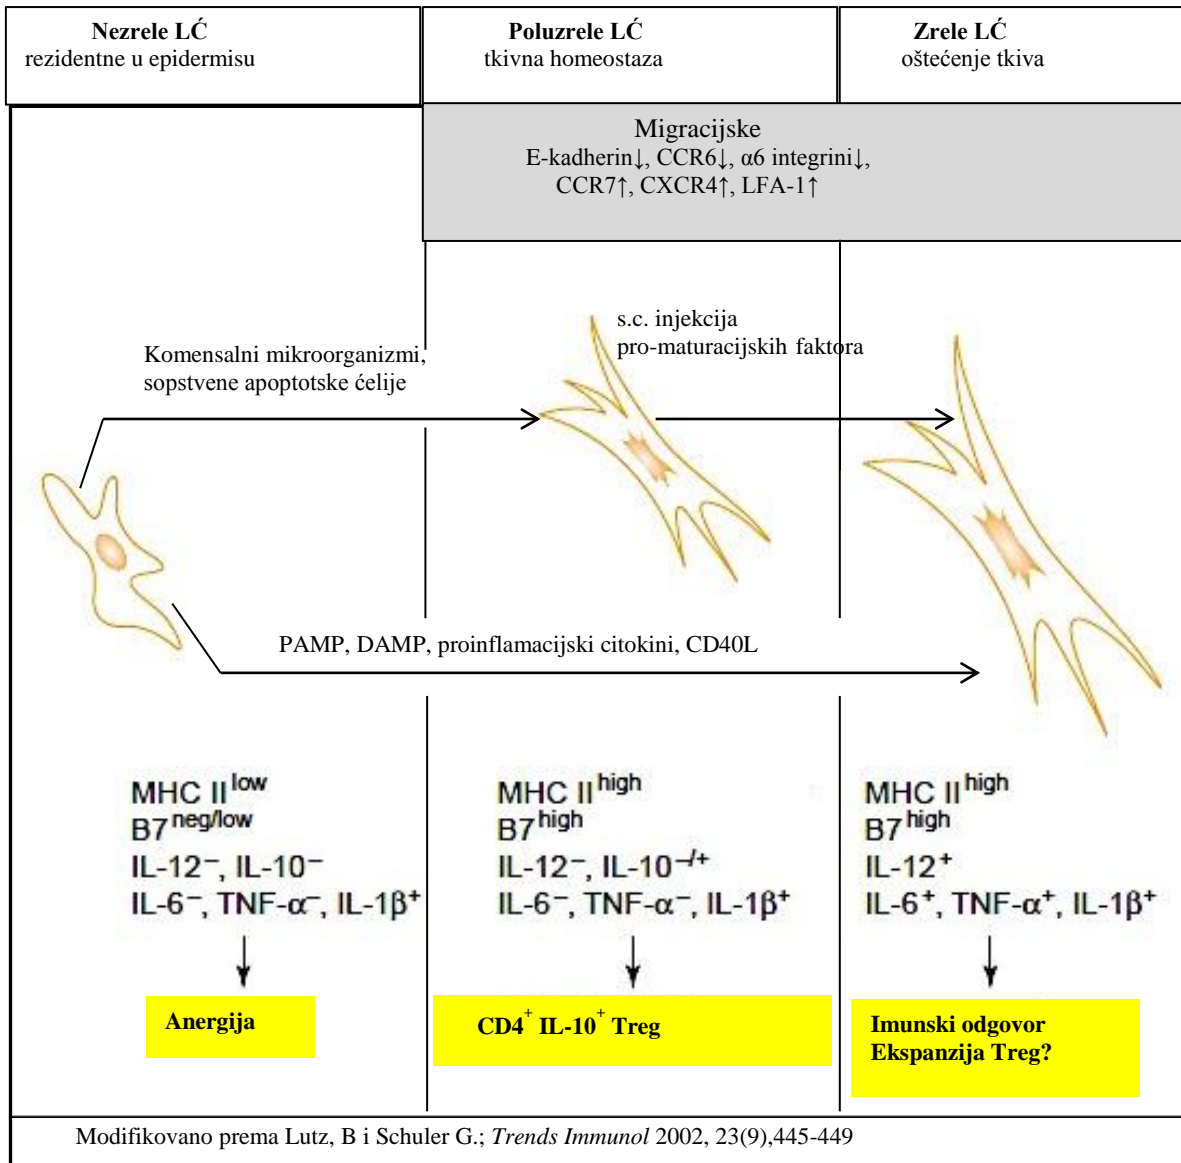 Nezrele LĆ
rezidentne u epidermisu
Poluzrele LĆ
tkivna homeostaza
Zrele LĆ
oštećenje tkiva
Migracijske
E-kadherin↓, CCR6↓, α6 integrini↓,
CCR7↑, CXCR4↑, LFA-1↑
Komensalni mikroorganizmi,
sopstvene apoptotske ćelije
s.c. injekcija
pro-maturacijskih faktora
PAMP, DAMP, proinflamacijski citokini, CD40L
MHC II^low
B7^neg/low
IL-12⁻, IL-10⁻
IL-6⁻, TNF-α⁻, IL-1β⁺
MHC II^high
B7^high
IL-12⁻, IL-10^−/+
IL-6⁻, TNF-α⁻, IL-1β⁺
MHC II^high
B7^high
IL-12⁺
IL-6⁺, TNF-α⁺, IL-1β⁺
Anergija
CD4⁺ IL-10⁺ Treg
Imunski odgovor
Ekspanzija Treg?
Modifikovano prema Lutz, B i Schuler G.; Trends Immunol 2002, 23(9),445-449